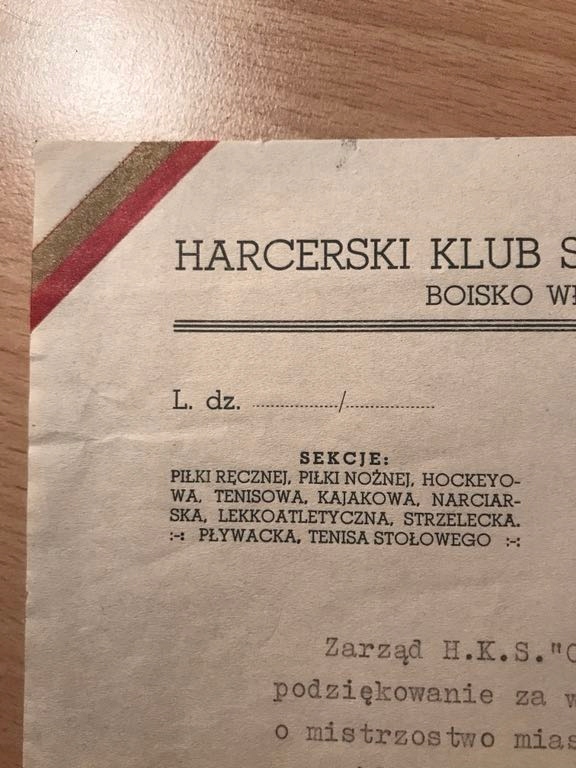 HARCERSKI KLUB S
BOISKO WŁ
L. dz. ................/................
SEKCJE:
PIŁKI RĘCZNEJ, PIŁKI NOŻNEJ, HOCKEYO-
WA, TENISOWA, KAJAKOWA, NARCIAR-
SKA, LEKKOATLETYCZNA, STRZELECKA.
:-: PŁYWACKA, TENISA STOŁOWEGO :-:
Zarząd H.K.S."C
podziękowanie za w
o mistrzostwo mias